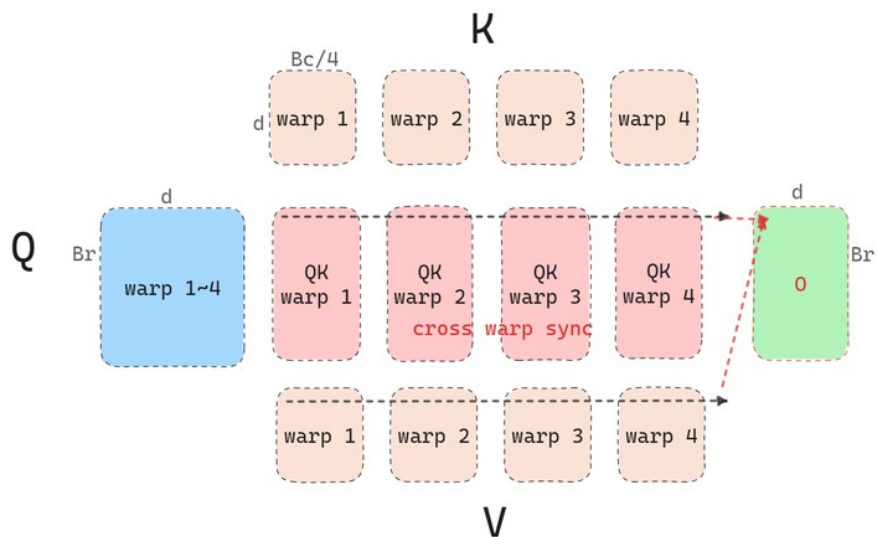 K
Bc/4
d
warp 1
warp 2
warp 3
warp 4
d
d
Q
Br
warp 1~4
QK
warp 1
QK
warp 2
QK
warp 3
QK
warp 4
cross warp sync
O
Br
warp 1
warp 2
warp 3
warp 4
V